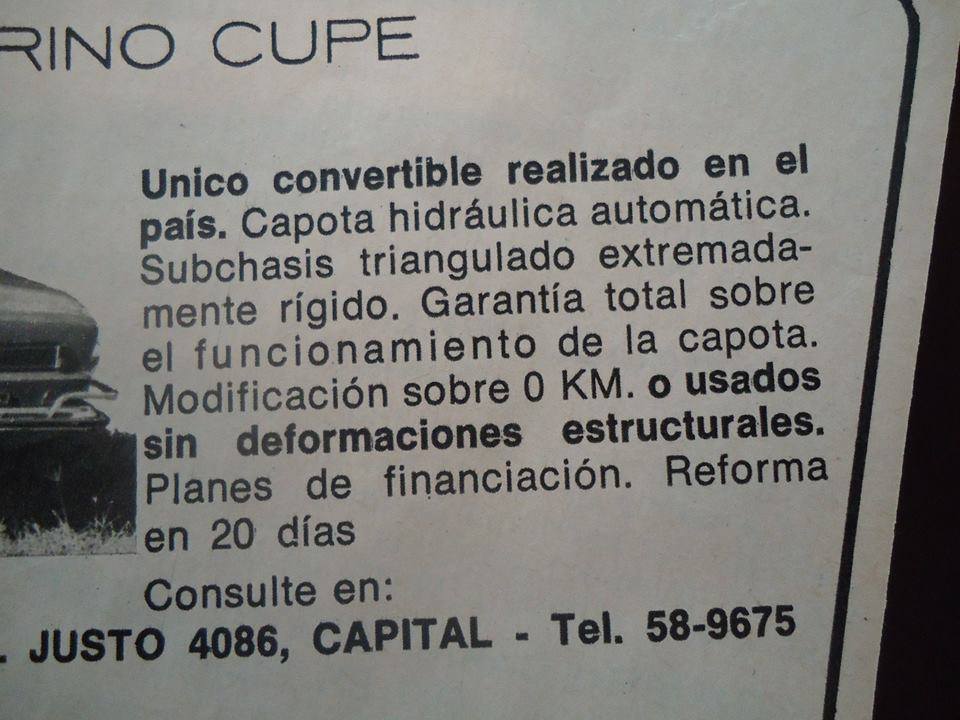 RINO CUPE
Unico convertible realizado en el
país. Capota hidráulica automática.
Subchasis triangulado extremada-
mente rígido. Garantía total sobre
el funcionamiento de la capota.
Modificación sobre 0 KM. o usados
sin deformaciones estructurales.
Planes de financiación. Reforma
en 20 días
Consulte en:
. JUSTO 4086, CAPITAL - Tel. 58-9675